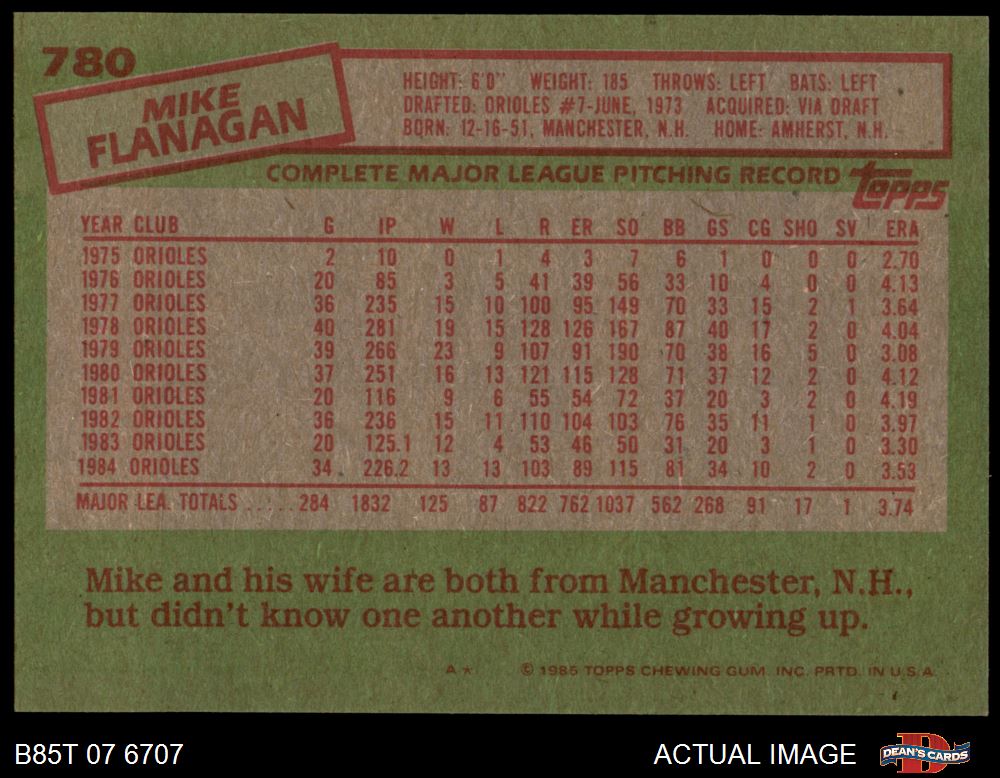 780
MIKE
FLANAGAN
HEIGHT: 6'0" WEIGHT: 185 THROWS: LEFT BATS: LEFT
DRAFTED: ORIOLES #7-JUNE, 1973 ACQUIRED: VIA DRAFT
BORN: 12-16-51, MANCHESTER, N.H. HOME: AMHERST, N.H.
COMPLETE MAJOR LEAGUE PITCHING RECORD topps
YEAR CLUB G IP W L R ER SO BB GS CG SHO SV ERA
1975 ORIOLES 2 10 0 1 4 3 7 6 1 0 0 0 2.70
1976 ORIOLES 20 85 3 5 41 39 56 33 10 4 0 0 4.13
1977 ORIOLES 36 235 15 10 100 95 149 70 33 15 2 1 3.64
1978 ORIOLES 40 281 19 15 128 126 167 87 40 17 2 0 4.04
1979 ORIOLES 39 266 23 9 107 91 190 70 38 16 5 0 3.08
1980 ORIOLES 37 251 16 13 121 115 128 71 37 12 2 0 4.12
1981 ORIOLES 20 116 9 6 55 54 72 37 20 3 2 0 4.19
1982 ORIOLES 36 236 15 11 110 104 103 76 35 11 1 0 3.97
1983 ORIOLES 20 125.1 12 4 53 46 50 31 20 3 1 0 3.30
1984 ORIOLES 34 226.2 13 13 103 89 115 81 34 10 2 0 3.53
MAJOR LEA. TOTALS ..... 284 1832 125 87 822 762 1037 562 268 91 17 1 3.74
Mike and his wife are both from Manchester, N.H.,
but didn't know one another while growing up.
A* © 1985 TOPPS CHEWING GUM, INC. PRTD. IN U.S.A.
B85T 07 6707 ACTUAL IMAGE DEAN'S CARDS